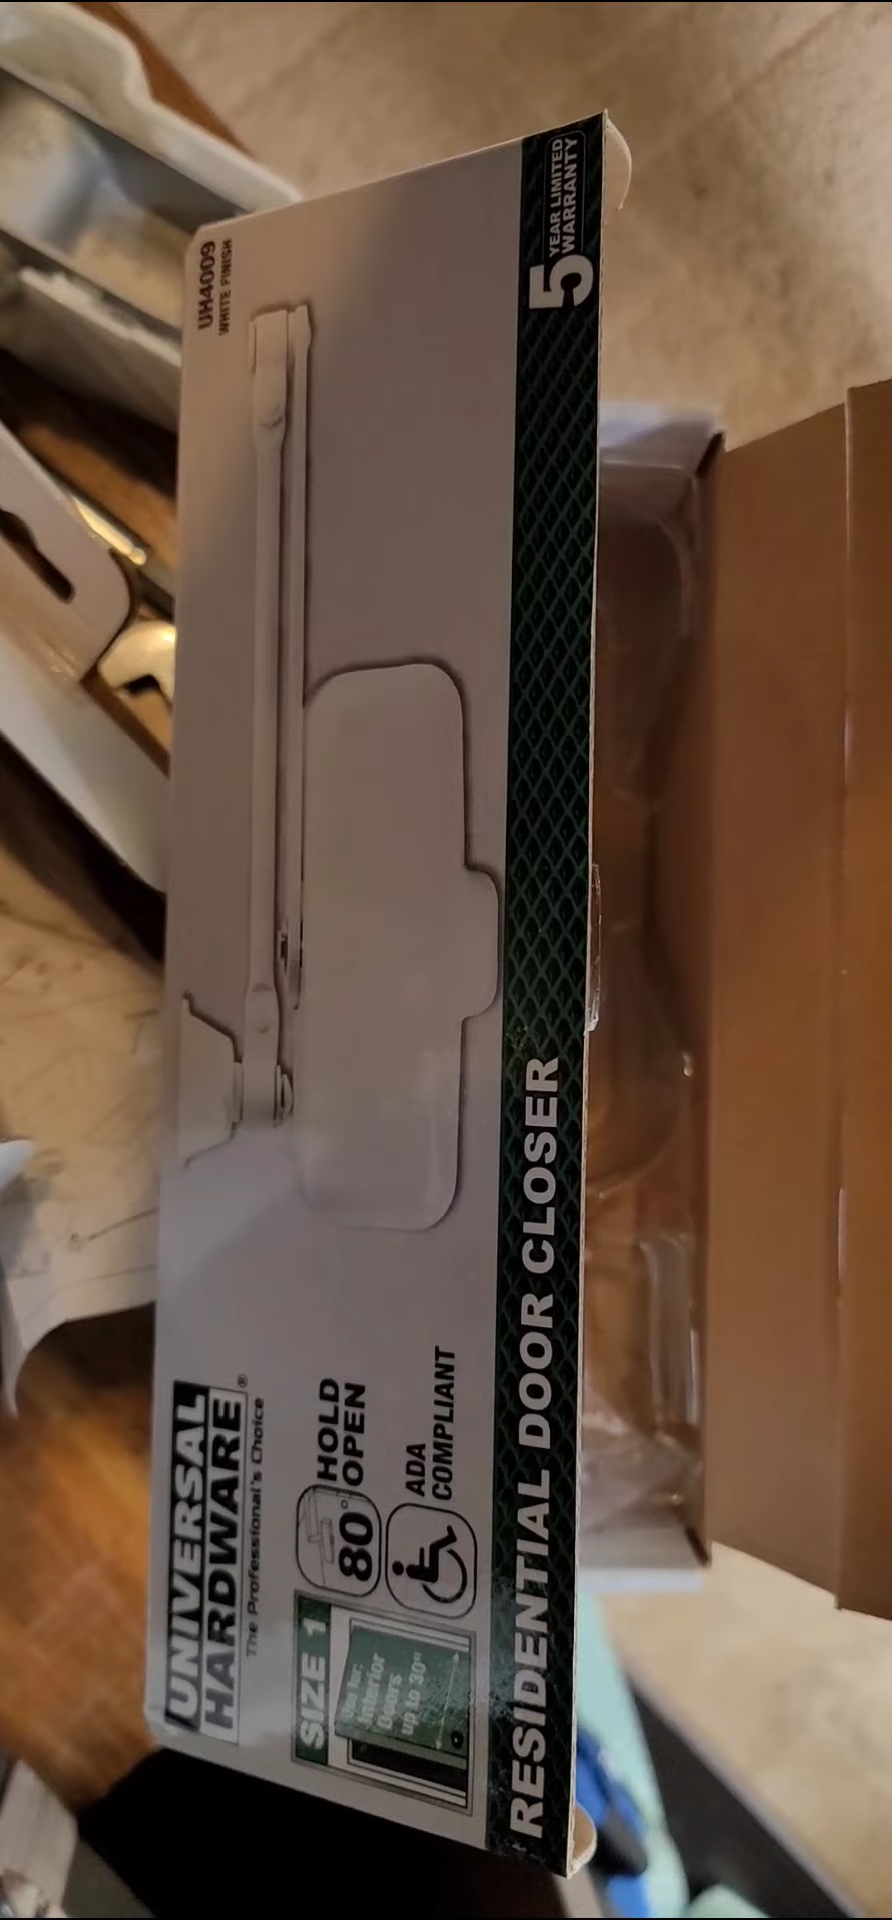 UNIVERSAL
HARDWARE®
The Professional's Choice
UH4009
WHITE FINISH
SIZE 1
Use for:
Interior
Doors
up to 30"
80°
HOLD
OPEN
ADA
COMPLIANT
RESIDENTIAL DOOR CLOSER
5 YEAR LIMITED
WARRANTY